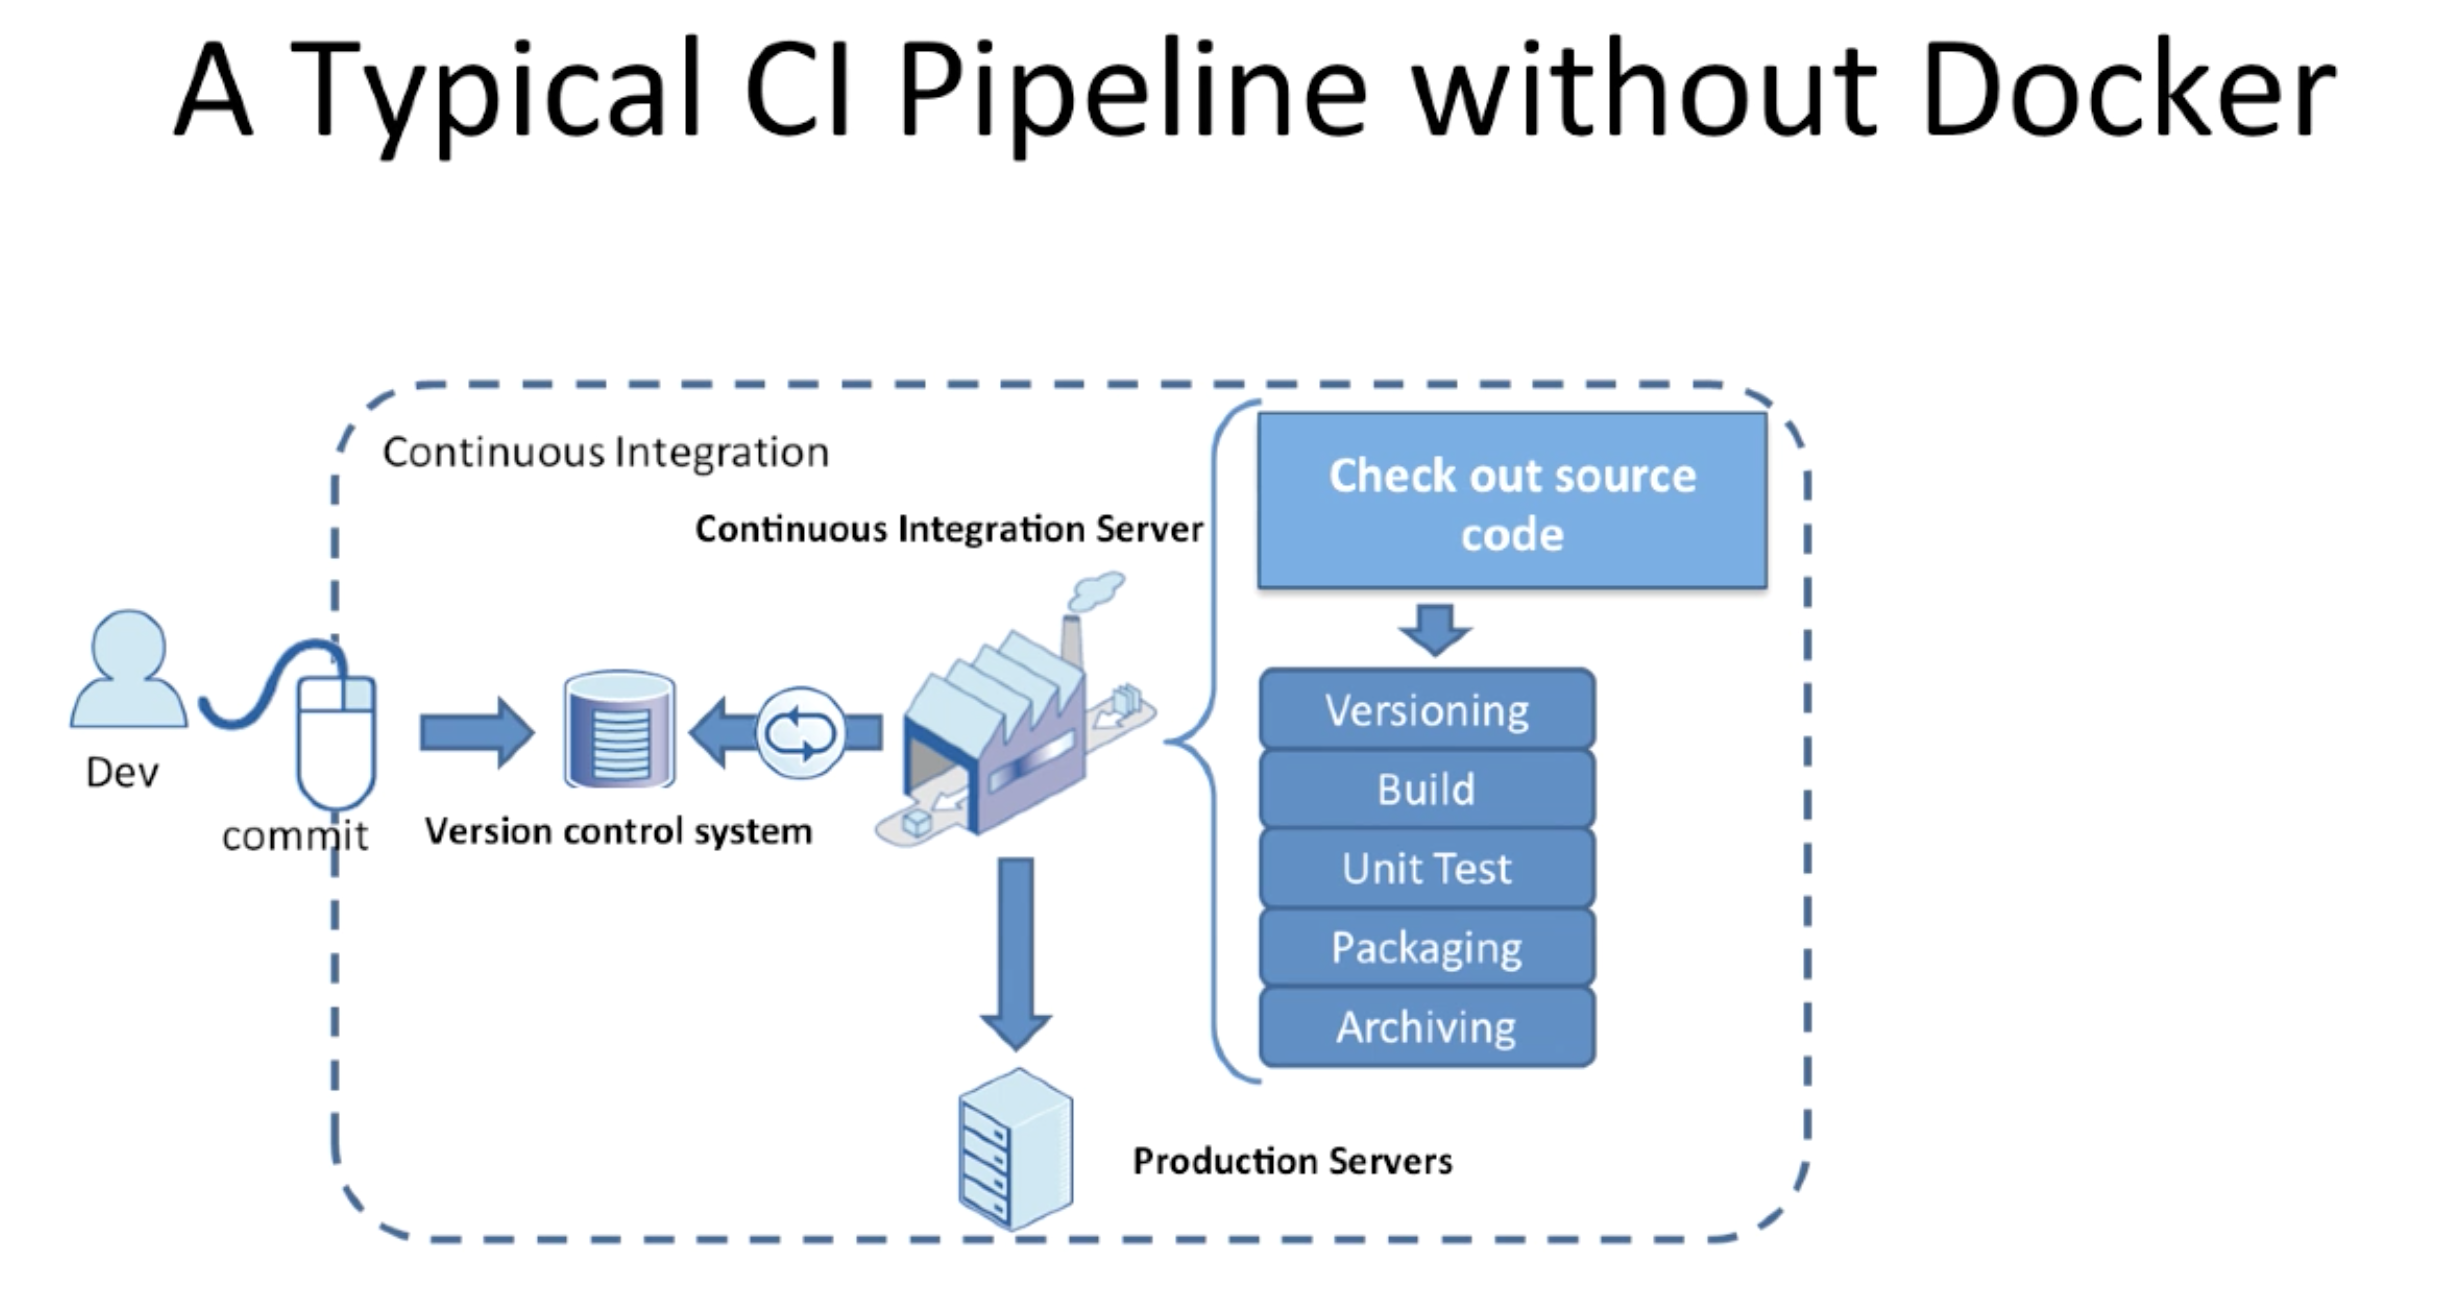 A Typical CI Pipeline without Docker
Continuous Integration
Continuous Integration Server
Check out source
code
Versioning
Build
Unit Test
Packaging
Archiving
Dev
commit
Version control system
Production Servers